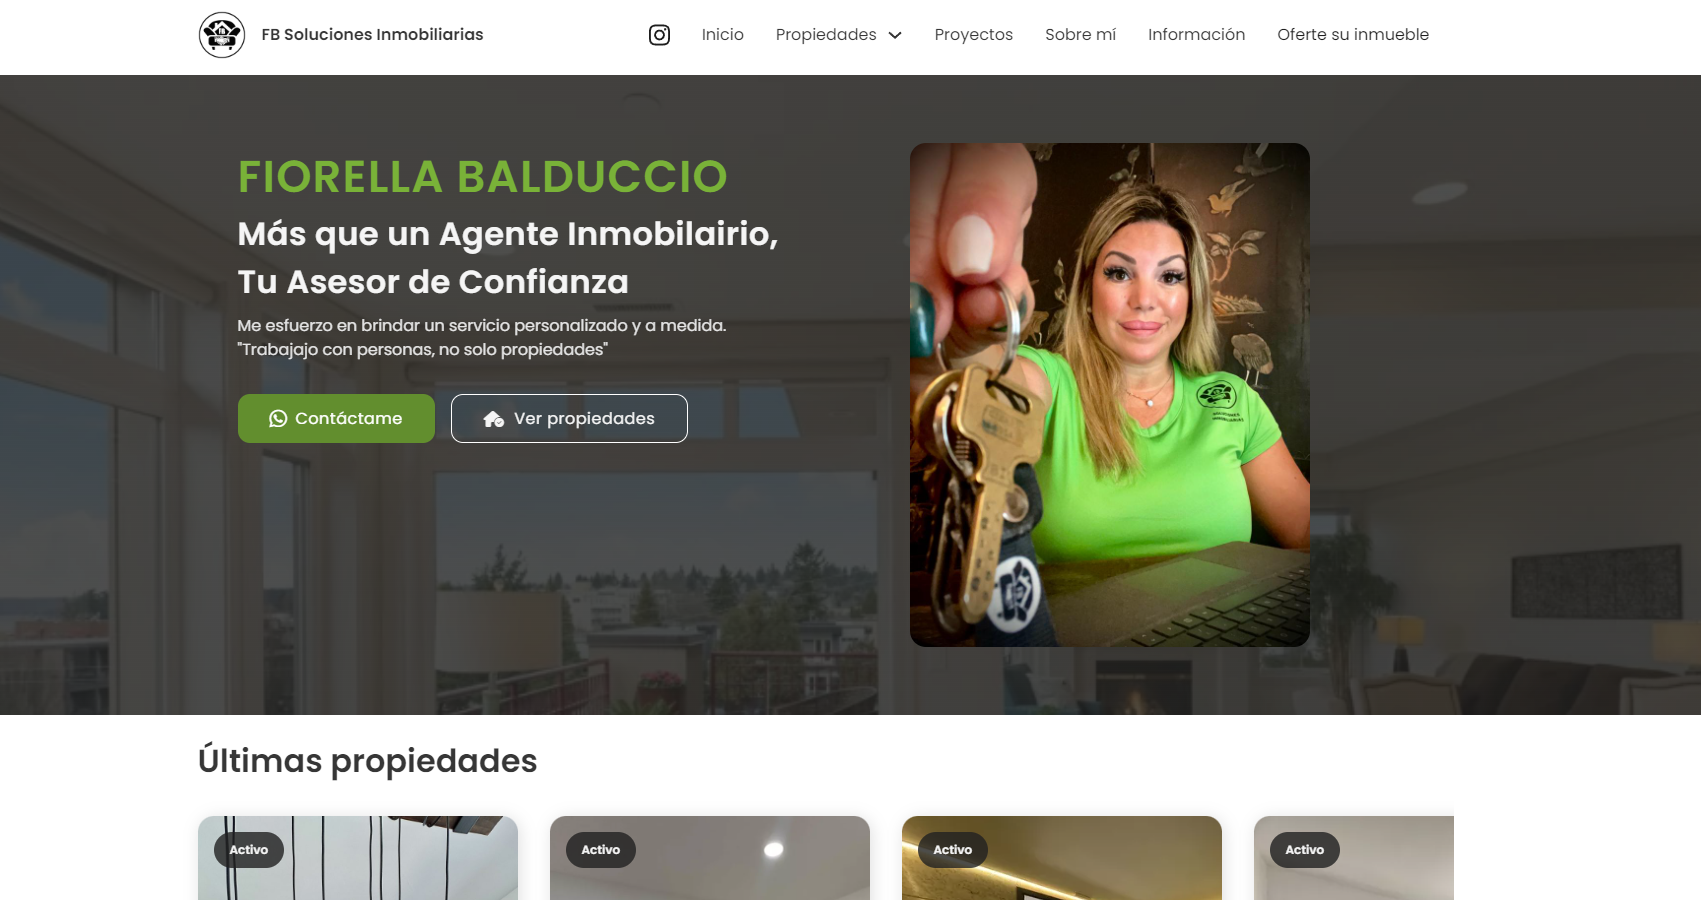 FB Soluciones Inmobiliarias
Inicio
Propiedades
Proyectos
Sobre mí
Información
Oferte su inmueble
FIORELLA BALDUCCIO
Más que un Agente Inmobilairio,
Tu Asesor de Confianza
Me esfuerzo en brindar un servicio personalizado y a medida.
"Trabajajo con personas, no solo propiedades"
Contáctame
Ver propiedades
Últimas propiedades
Activo
Activo
Activo
Activo